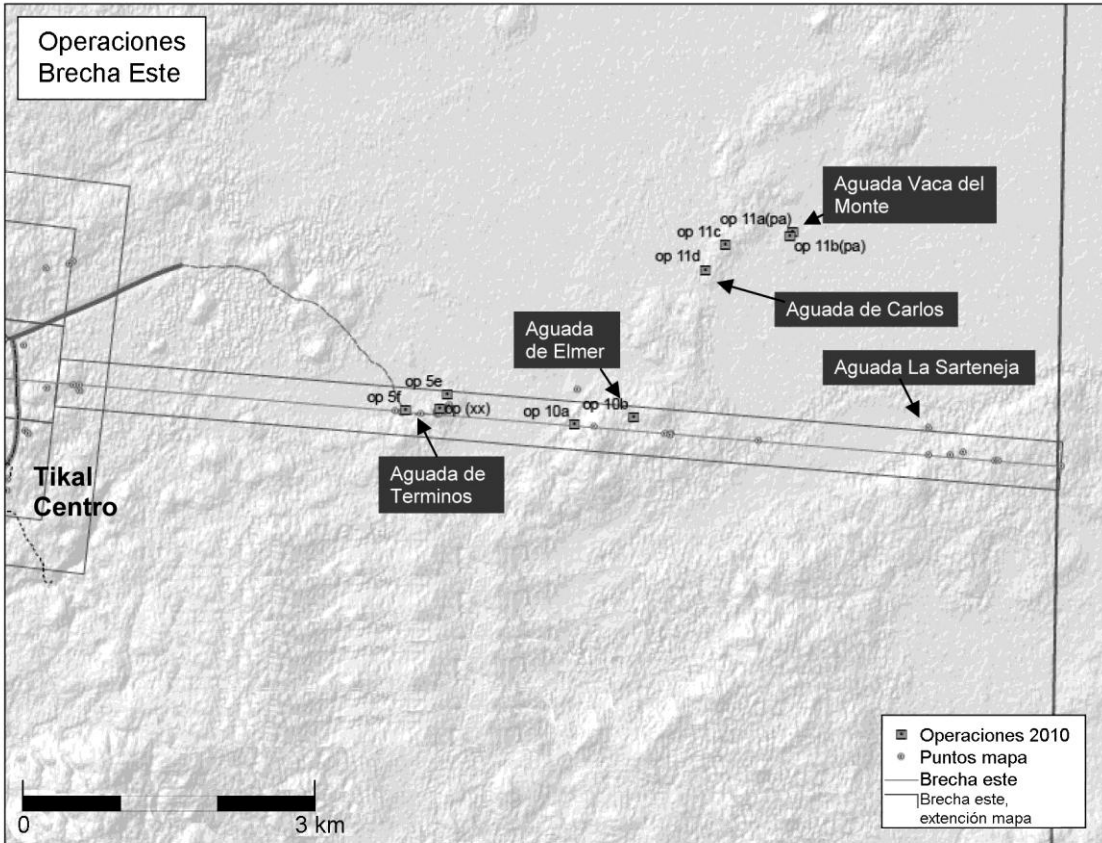 Operaciones
Brecha Este
Aguada Vaca del
Monte
op 11a(pa)
op 11c
op 11b(pa)
op 11d
Aguada de Carlos
Aguada
de Elmer
Aguada La Sarteneja
op 5e
op 5f
op (xx)
op 10a
op 10b
Aguada de
Terminos
Tikal
Centro
Operaciones 2010
Puntos mapa
Brecha este
Brecha este,
extención mapa
0
3 km